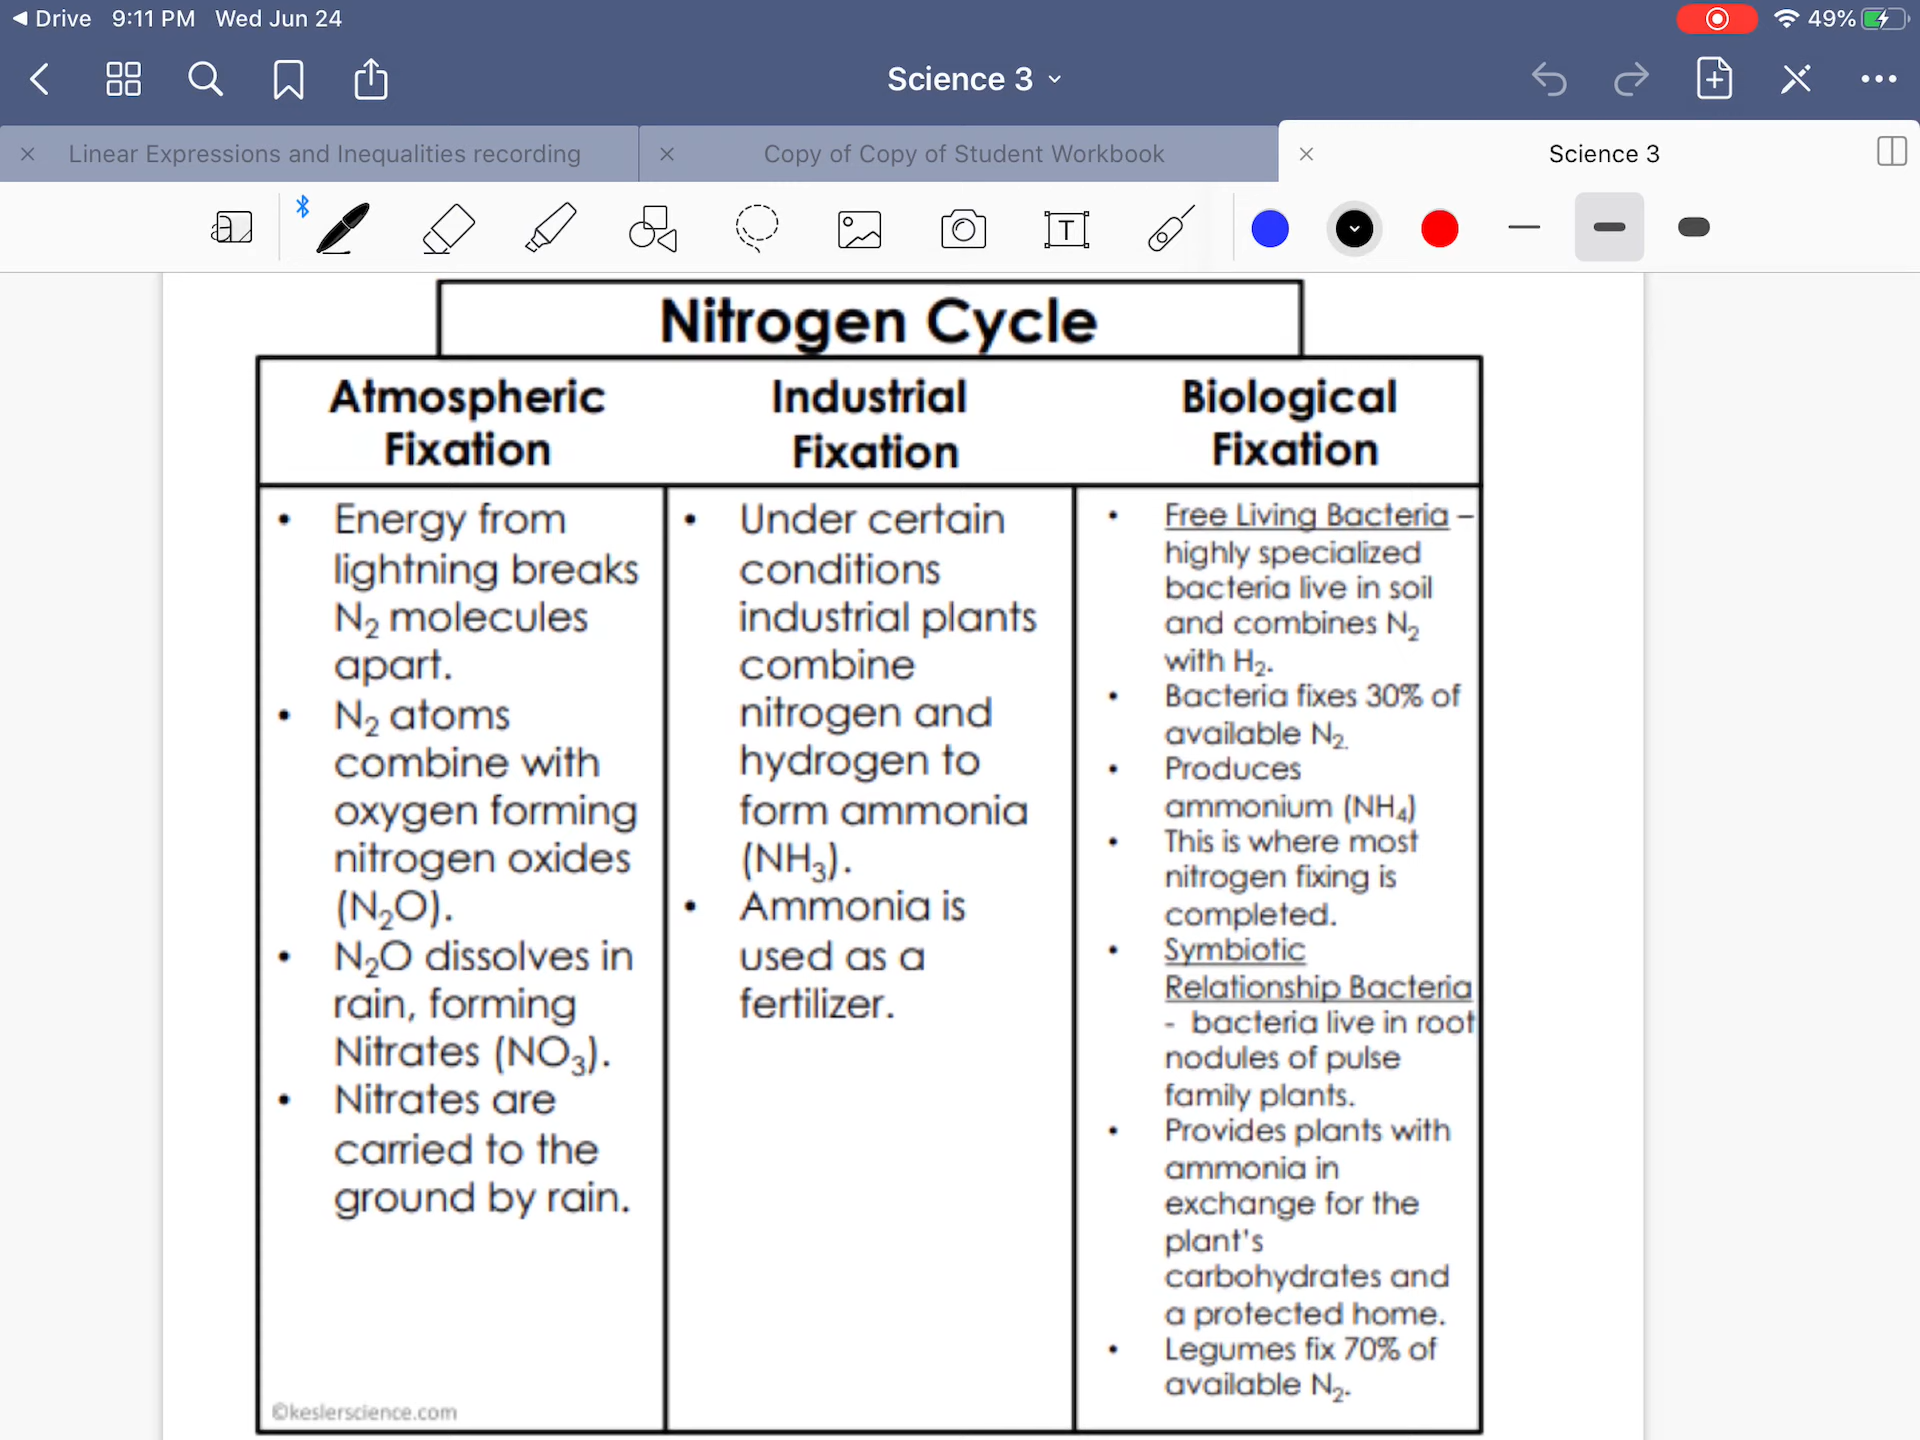 Drive 9:11 PM Wed Jun 24 49%
Science 3
Linear Expressions and Inequalities recording
Copy of Copy of Student Workbook
Science 3
Nitrogen Cycle
Atmospheric
Fixation
Industrial
Fixation
Biological
Fixation
• Energy from
lightning breaks
N₂ molecules
apart.
• N₂ atoms
combine with
oxygen forming
nitrogen oxides
(N₂O).
• N₂O dissolves in
rain, forming
Nitrates (NO₃).
• Nitrates are
carried to the
ground by rain.
©keslerscience.com
• Under certain
conditions
industrial plants
combine
nitrogen and
hydrogen to
form ammonia
(NH₃).
• Ammonia is
used as a
fertilizer.
• Free Living Bacteria –
highly specialized
bacteria live in soil
and combines N₂
with H₂.
• Bacteria fixes 30% of
available N₂.
• Produces
ammonium (NH₄)
• This is where most
nitrogen fixing is
completed.
• Symbiotic
Relationship Bacteria
- bacteria live in root
nodules of pulse
family plants.
• Provides plants with
ammonia in
exchange for the
plant's
carbohydrates and
a protected home.
• Legumes fix 70% of
available N₂.